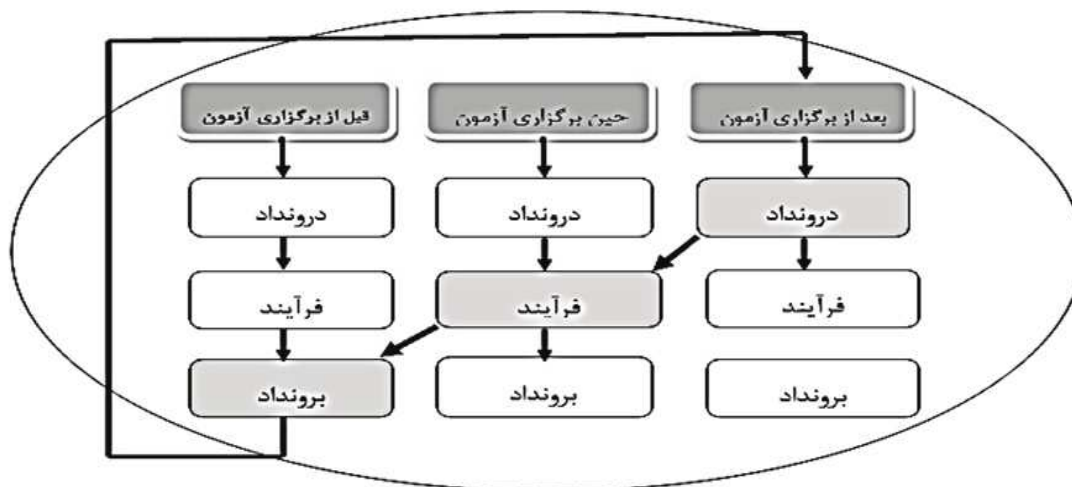 بعد از برگزاری آزمون
حین برگزاری آزمون
قبل از برگزاری آزمون
درونداد
درونداد
درونداد
فرآیند
فرآیند
فرآیند
برونداد
برونداد
برونداد